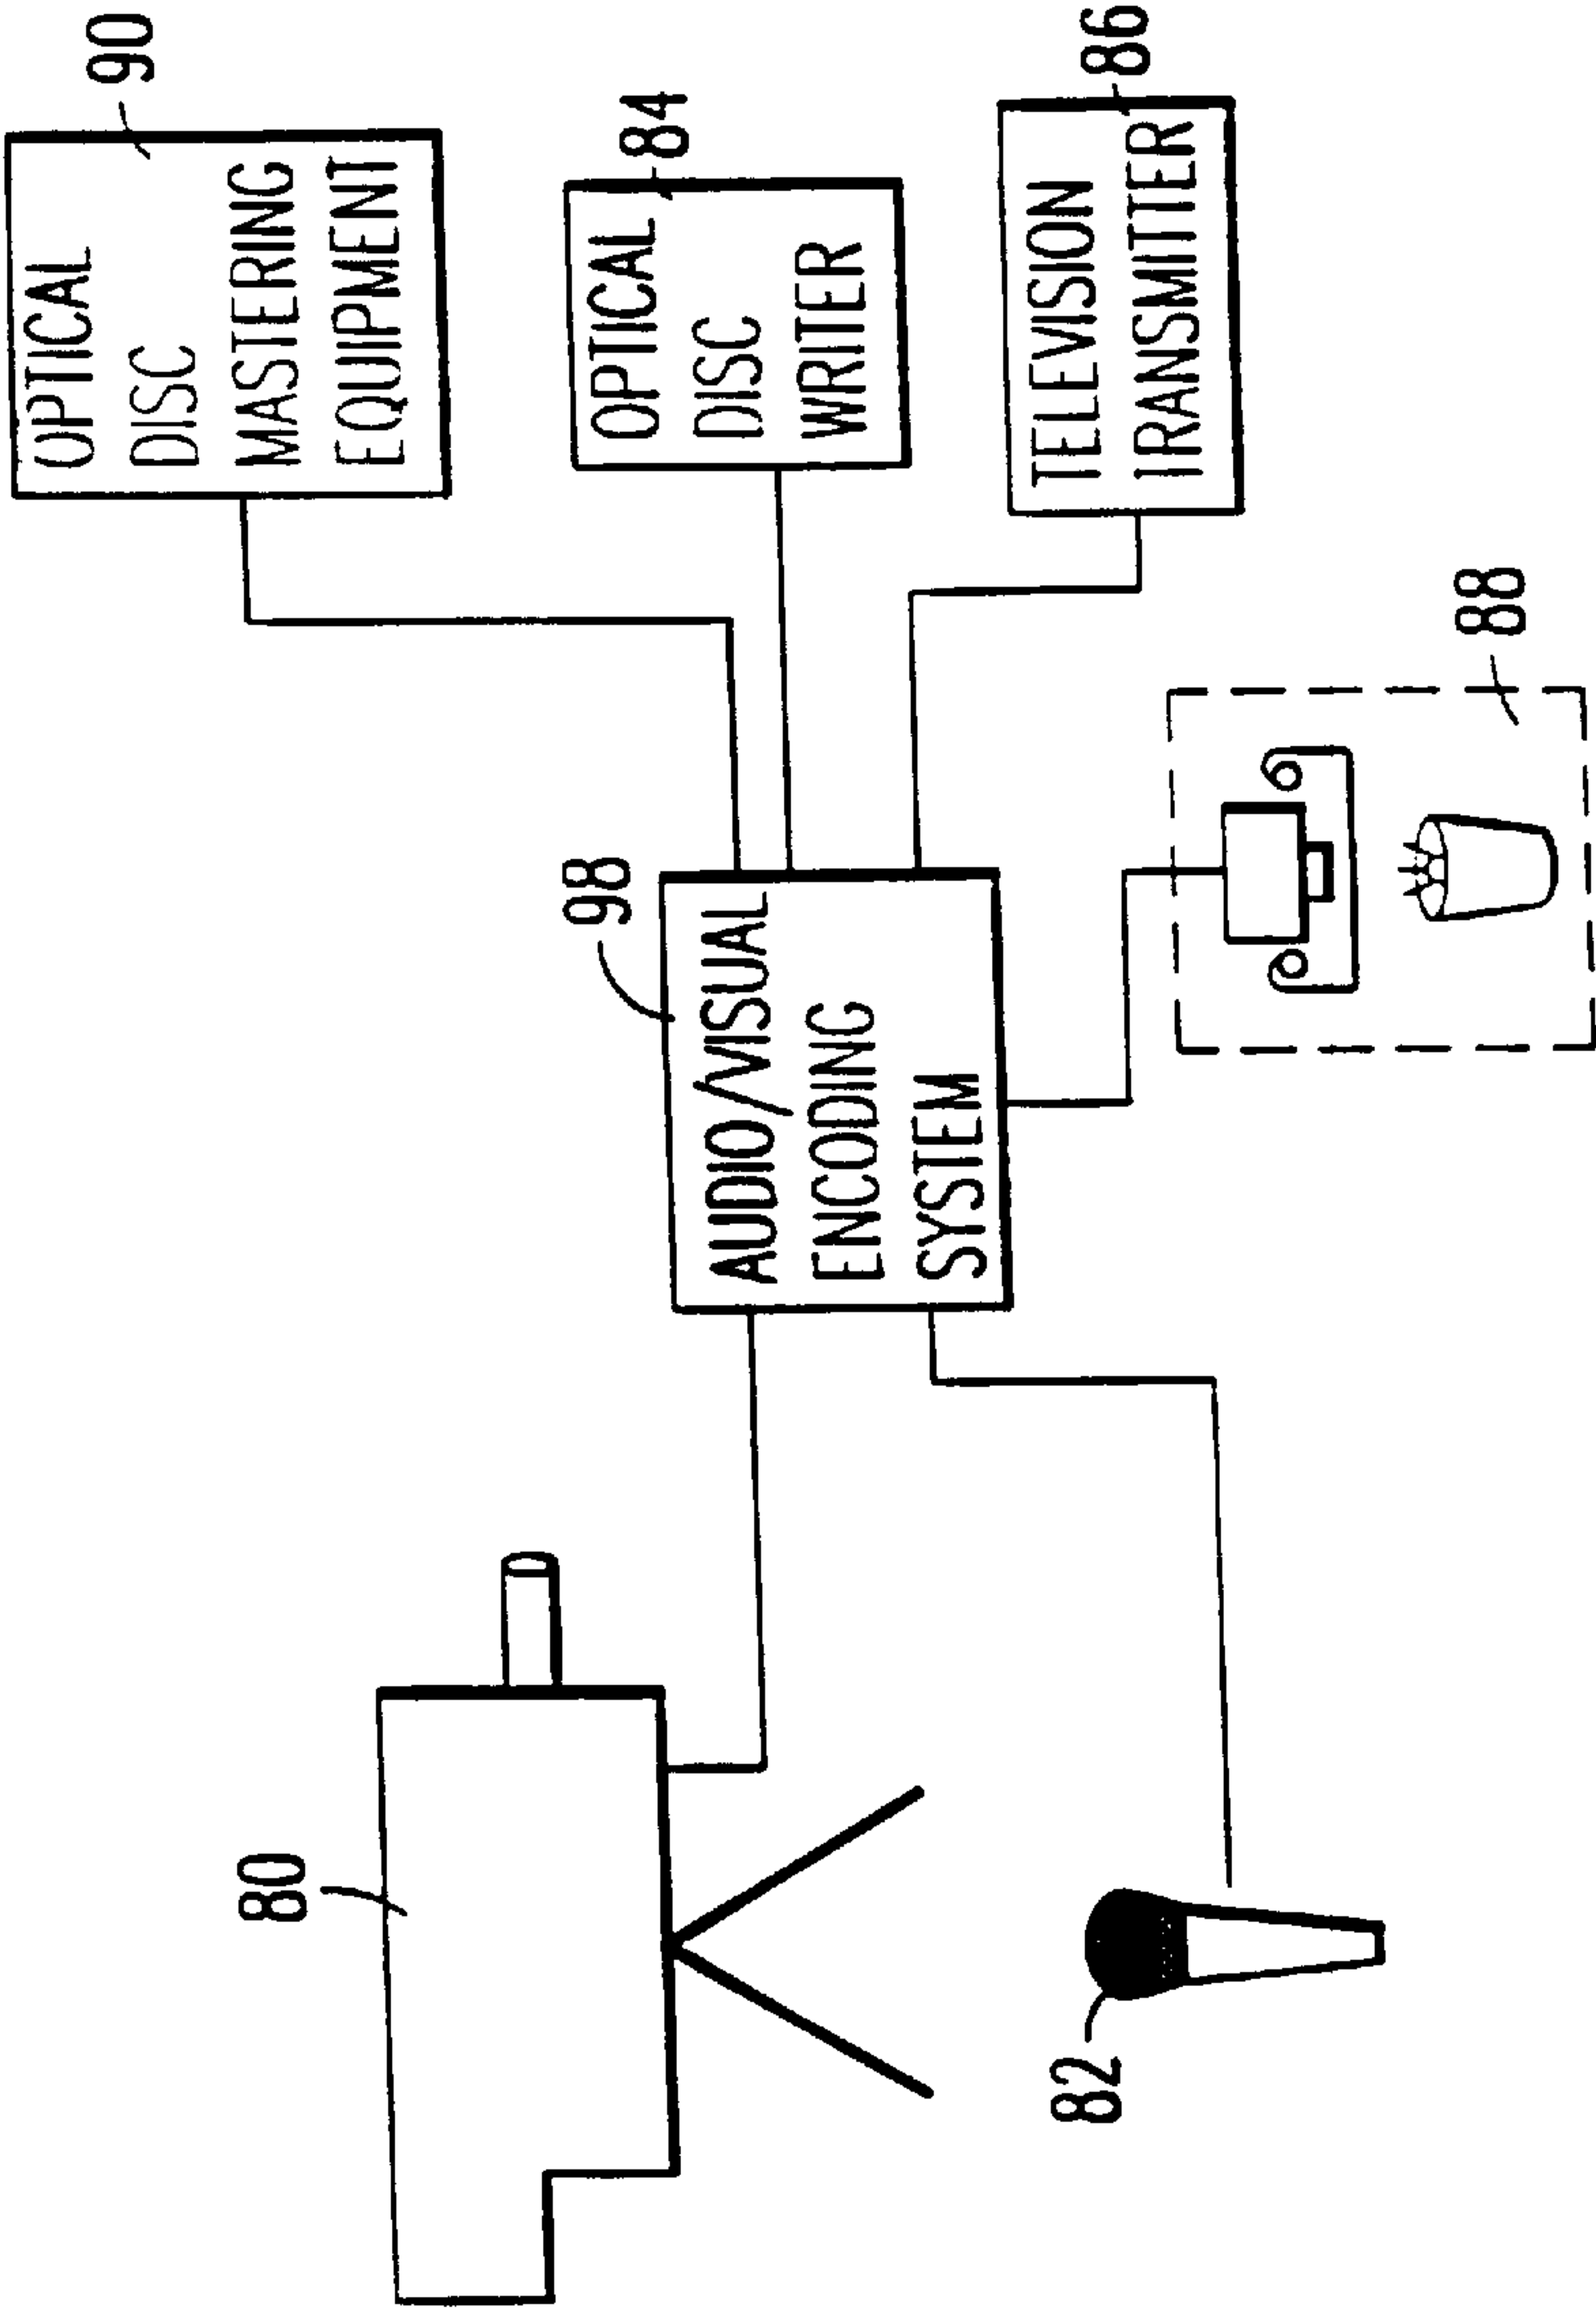 90
OPTICAL
DISC
MASTERING
EQUIPMENT
84
OPTICAL
DISC
WRITER
86
TELEVISION
TRANSMITTER
98
AUDIO/VISUAL
ENCODING
SYSTEM
88
80
82